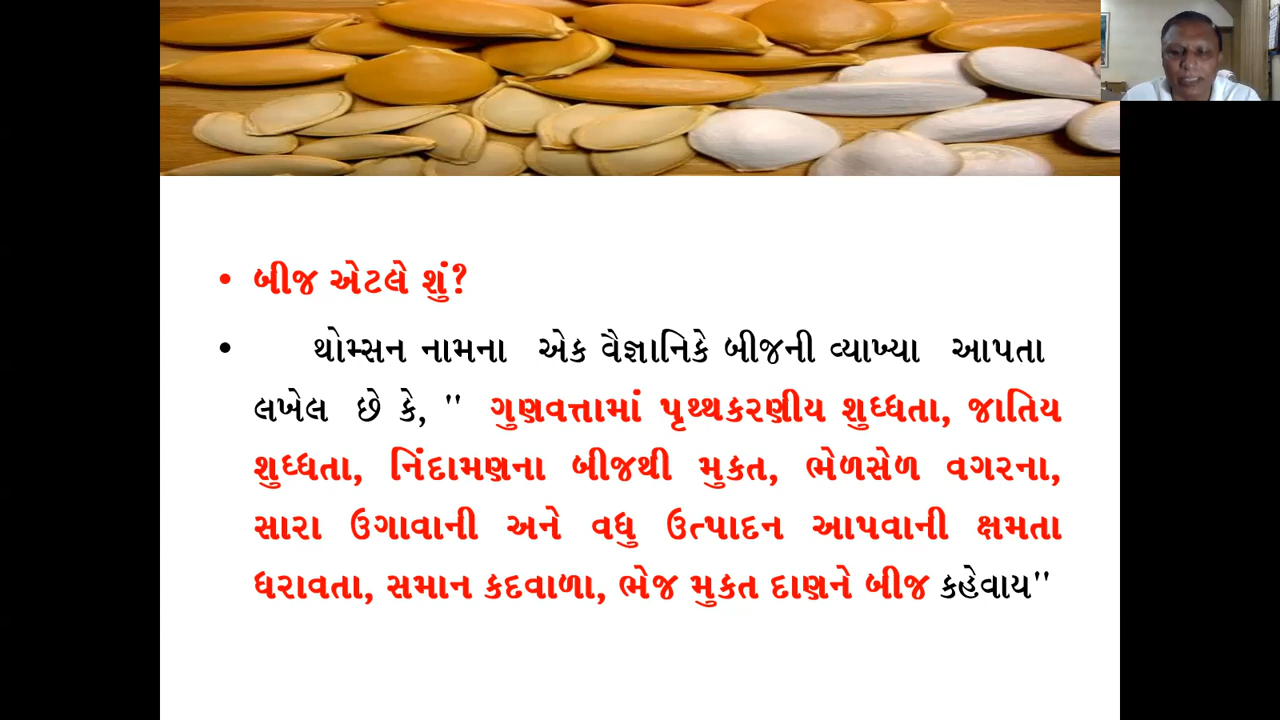 • બીજ એટલે શું?
• થોમ્સન નામના એક વૈજ્ઞાનિકે બીજની વ્યાખ્યા આપતા
લખેલ છે કે, '' ગુણવત્તામાં પૃથ્થકરણીય શુધ્ધતા, જાતિય
શુધ્ધતા, નિંદામણના બીજથી મુકત, ભેળસેળ વગરના,
સારા ઉગાવાની અને વધુ ઉત્પાદન આપવાની ક્ષમતા
ધરાવતા, સમાન કદવાળા, ભેજ મુકત દાણને બીજ કહેવાય''